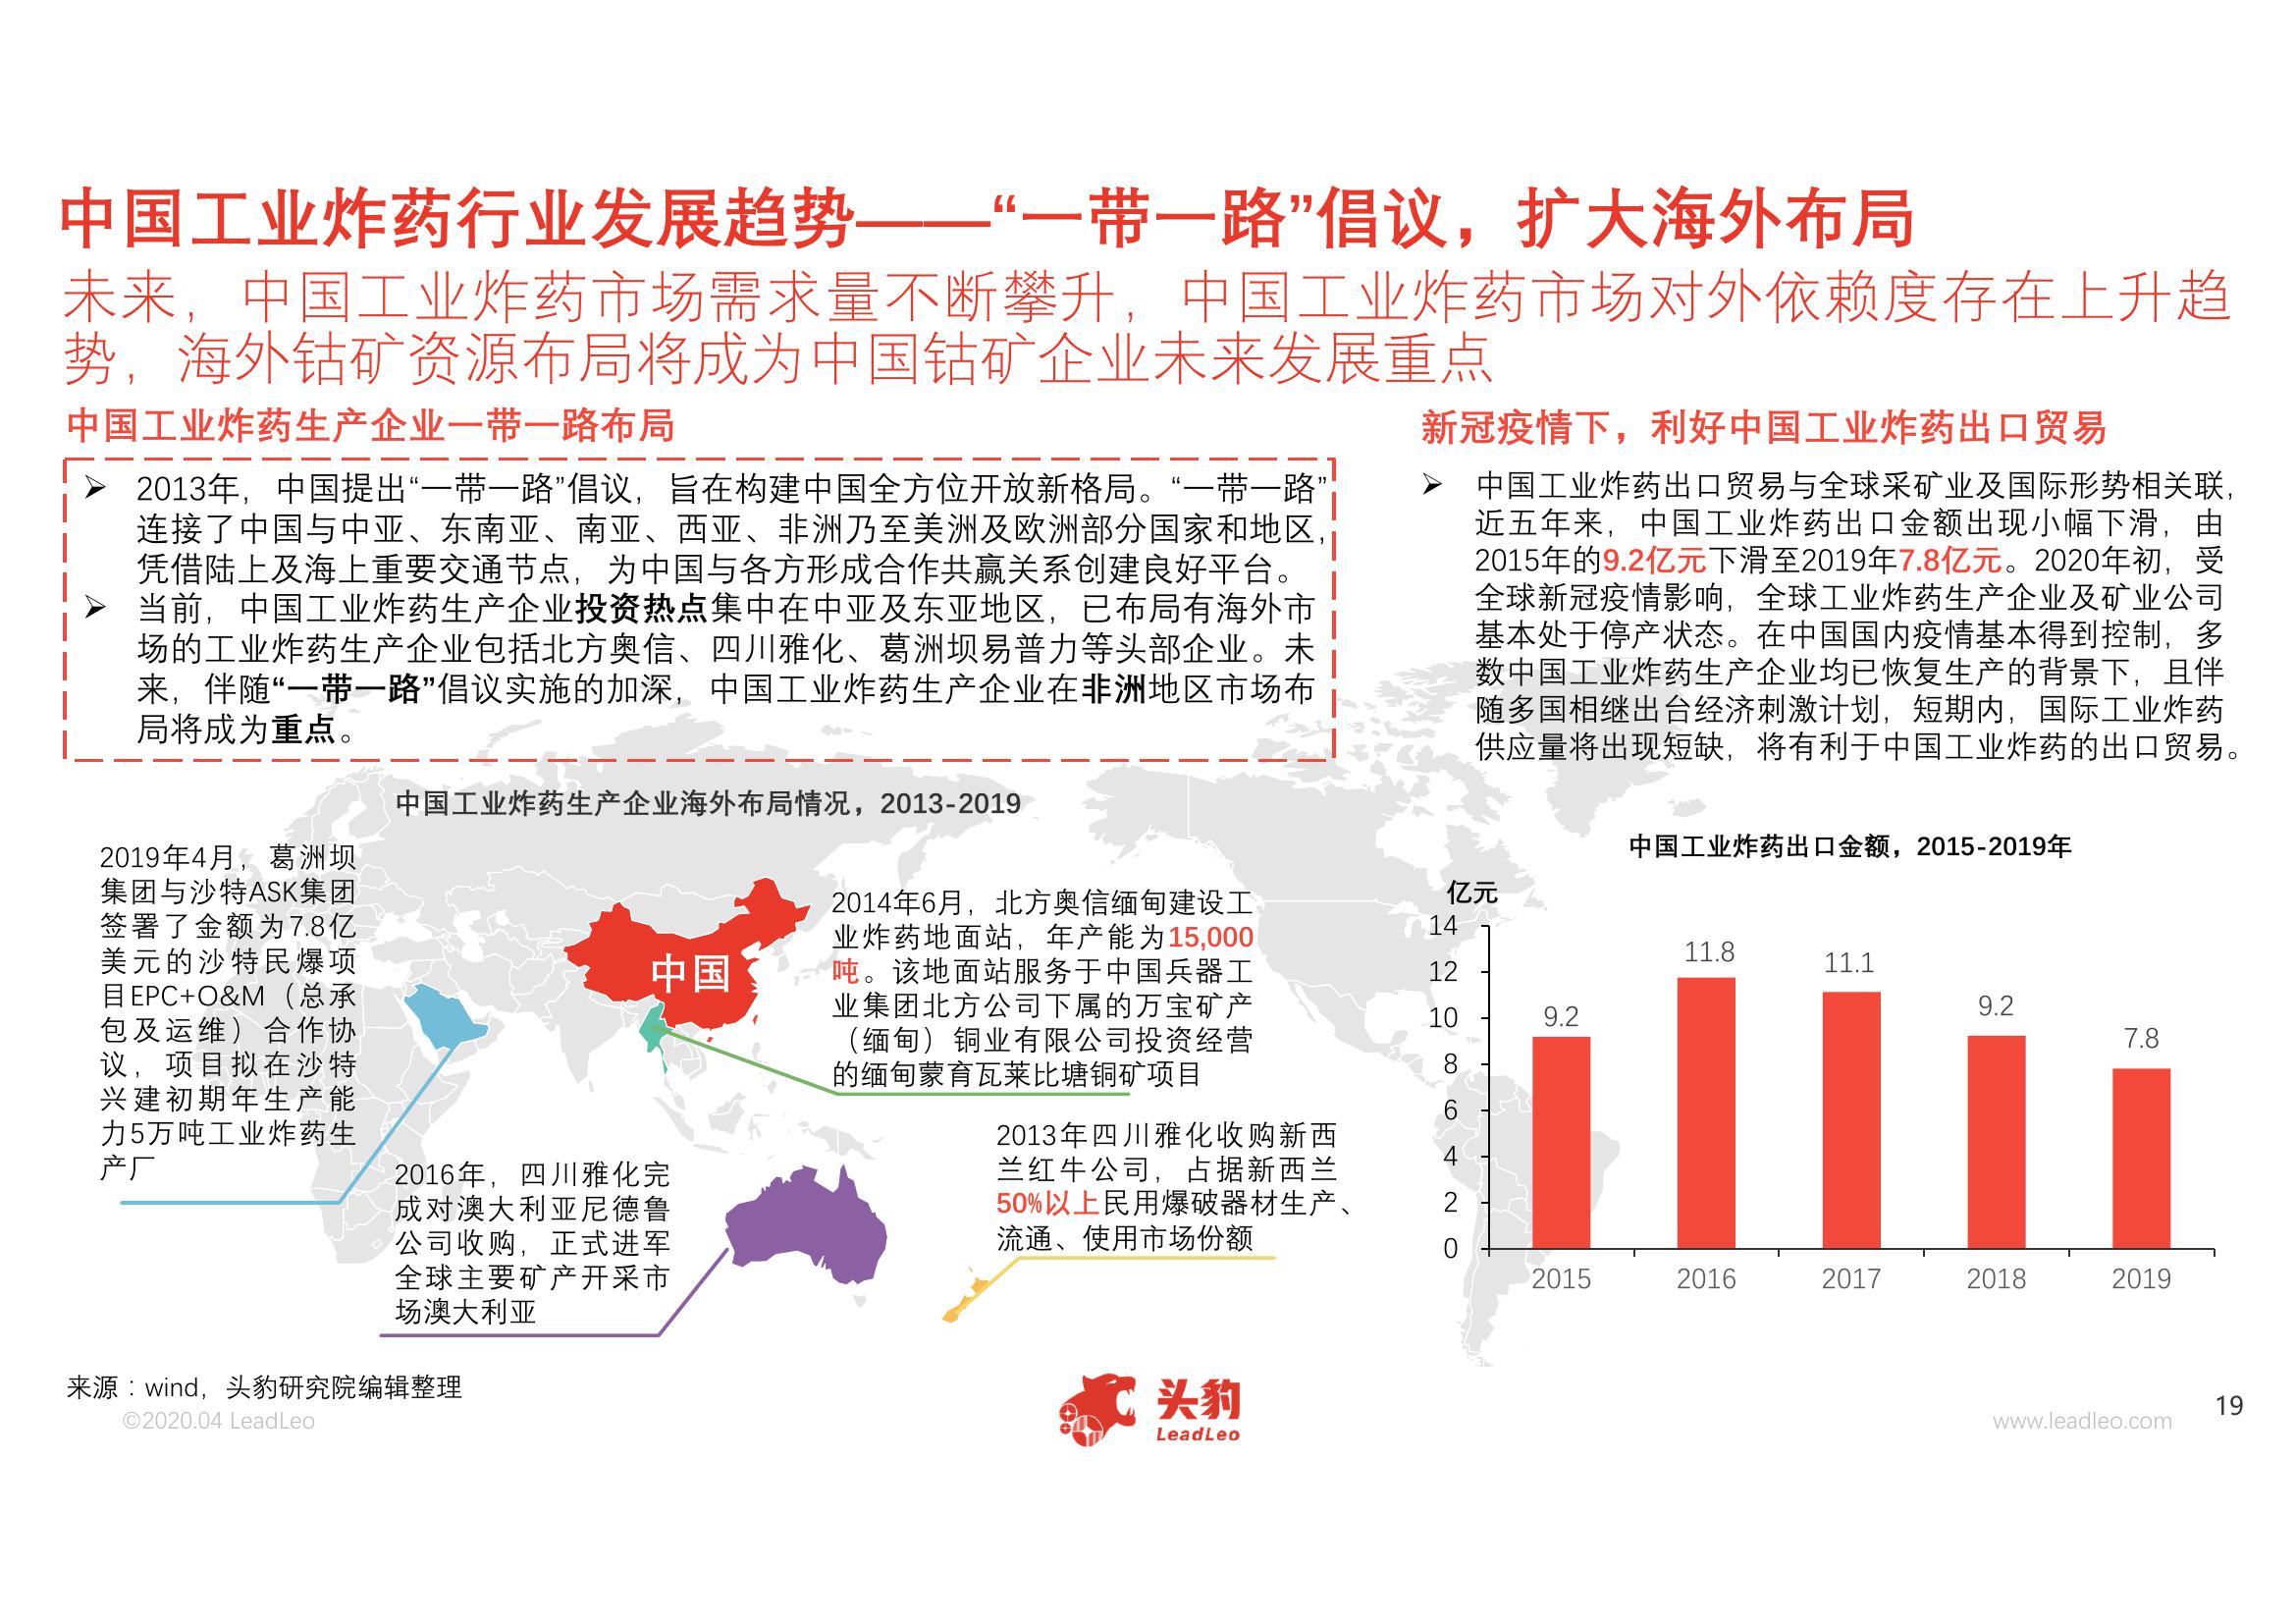 中国工业炸药行业发展趋势——“一带一路”倡议，扩大海外布局
未来，中国工业炸药市场需求量不断攀升，中国工业炸药市场对外依赖度存在上升趋
势，海外钴矿资源布局将成为中国钴矿企业未来发展重点
中国工业炸药生产企业一带一路布局
➢ 2013年，中国提出“一带一路”倡议，旨在构建中国全方位开放新格局。“一带一路”
连接了中国与中亚、东南亚、南亚、西亚、非洲乃至美洲及欧洲部分国家和地区，
凭借陆上及海上重要交通节点，为中国与各方形成合作共赢关系创建良好平台。
➢ 当前，中国工业炸药生产企业投资热点集中在中亚及东亚地区，已布局有海外市
场的工业炸药生产企业包括北方奥信、四川雅化、葛洲坝易普力等头部企业。未
来，伴随“一带一路”倡议实施的加深，中国工业炸药生产企业在非洲地区市场布
局将成为重点。
中国工业炸药生产企业海外布局情况，2013-2019
2019年4月，葛洲坝
集团与沙特ASK集团
签署了金额为7.8亿
美元的沙特民爆项
目EPC+O&M（总承
包及运维）合作协
议，项目拟在沙特
兴建初期年生产能
力5万吨工业炸药生
产厂
中国
2014年6月，北方奥信缅甸建设工
业炸药地面站，年产能为15,000
吨。该地面站服务于中国兵器工
业集团北方公司下属的万宝矿产
（缅甸）铜业有限公司投资经营
的缅甸蒙育瓦莱比塘铜矿项目
2016年，四川雅化完
成对澳大利亚尼德鲁
公司收购，正式进军
全球主要矿产开采市
场澳大利亚
2013年四川雅化收购新西
兰红牛公司，占据新西兰
50%以上民用爆破器材生产、
流通、使用市场份额
新冠疫情下，利好中国工业炸药出口贸易
➢ 中国工业炸药出口贸易与全球采矿业及国际形势相关联，
近五年来，中国工业炸药出口金额出现小幅下滑，由
2015年的9.2亿元下滑至2019年7.8亿元。2020年初，受
全球新冠疫情影响，全球工业炸药生产企业及矿业公司
基本处于停产状态。在中国国内疫情基本得到控制，多
数中国工业炸药生产企业均已恢复生产的背景下，且伴
随多国相继出台经济刺激计划，短期内，国际工业炸药
供应量将出现短缺，将有利于中国工业炸药的出口贸易。
中国工业炸药出口金额，2015-2019年
亿元
14
12
10
8
6
4
2
0
9.2
11.8
11.1
9.2
7.8
2015 2016 2017 2018 2019
来源：wind，头豹研究院编辑整理
©2020.04 LeadLeo
头豹
LeadLeo
www.leadleo.com
19